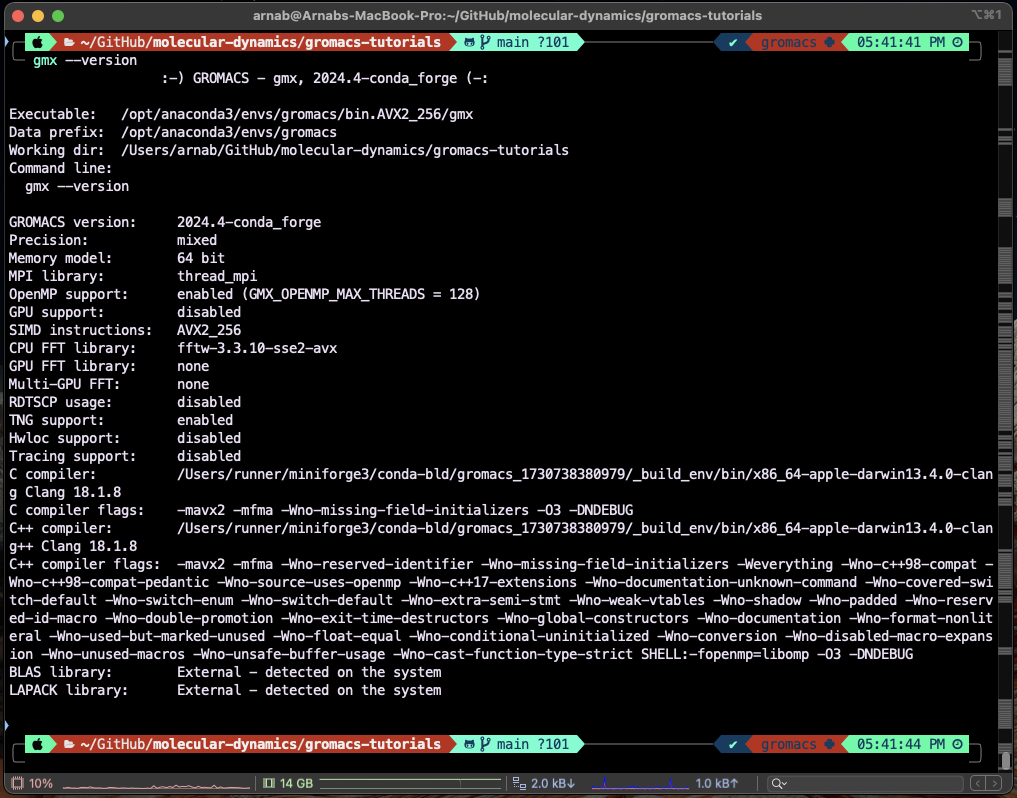 arnab@Arnabs-MacBook-Pro:~/GitHub/molecular-dynamics/gromacs-tutorials
⌥⌘1
~/GitHub/molecular-dynamics/gromacs-tutorials main ?101 ✔ gromacs 05:41:41 PM
gmx --version
:-) GROMACS - gmx, 2024.4-conda_forge (-:
Executable: /opt/anaconda3/envs/gromacs/bin.AVX2_256/gmx
Data prefix: /opt/anaconda3/envs/gromacs
Working dir: /Users/arnab/GitHub/molecular-dynamics/gromacs-tutorials
Command line:
gmx --version
GROMACS version: 2024.4-conda_forge
Precision: mixed
Memory model: 64 bit
MPI library: thread_mpi
OpenMP support: enabled (GMX_OPENMP_MAX_THREADS = 128)
GPU support: disabled
SIMD instructions: AVX2_256
CPU FFT library: fftw-3.3.10-sse2-avx
GPU FFT library: none
Multi-GPU FFT: none
RDTSCP usage: disabled
TNG support: enabled
Hwloc support: disabled
Tracing support: disabled
C compiler: /Users/runner/miniforge3/conda-bld/gromacs_1730738380979/_build_env/bin/x86_64-apple-darwin13.4.0-clan
g Clang 18.1.8
C compiler flags: -mavx2 -mfma -Wno-missing-field-initializers -O3 -DNDEBUG
C++ compiler: /Users/runner/miniforge3/conda-bld/gromacs_1730738380979/_build_env/bin/x86_64-apple-darwin13.4.0-clan
g++ Clang 18.1.8
C++ compiler flags: -mavx2 -mfma -Wno-reserved-identifier -Wno-missing-field-initializers -Weverything -Wno-c++98-compat -
Wno-c++98-compat-pedantic -Wno-source-uses-openmp -Wno-c++17-extensions -Wno-documentation-unknown-command -Wno-covered-swi
tch-default -Wno-switch-enum -Wno-switch-default -Wno-extra-semi-stmt -Wno-weak-vtables -Wno-shadow -Wno-padded -Wno-reserv
ed-id-macro -Wno-double-promotion -Wno-exit-time-destructors -Wno-global-constructors -Wno-documentation -Wno-format-nonlit
eral -Wno-used-but-marked-unused -Wno-float-equal -Wno-conditional-uninitialized -Wno-conversion -Wno-disabled-macro-expans
ion -Wno-unused-macros -Wno-unsafe-buffer-usage -Wno-cast-function-type-strict SHELL:-fopenmp=libomp -O3 -DNDEBUG
BLAS library: External - detected on the system
LAPACK library: External - detected on the system
~/GitHub/molecular-dynamics/gromacs-tutorials main ?101 ✔ gromacs 05:41:44 PM
10% 14 GB 2.0 kB↓ 1.0 kB↑